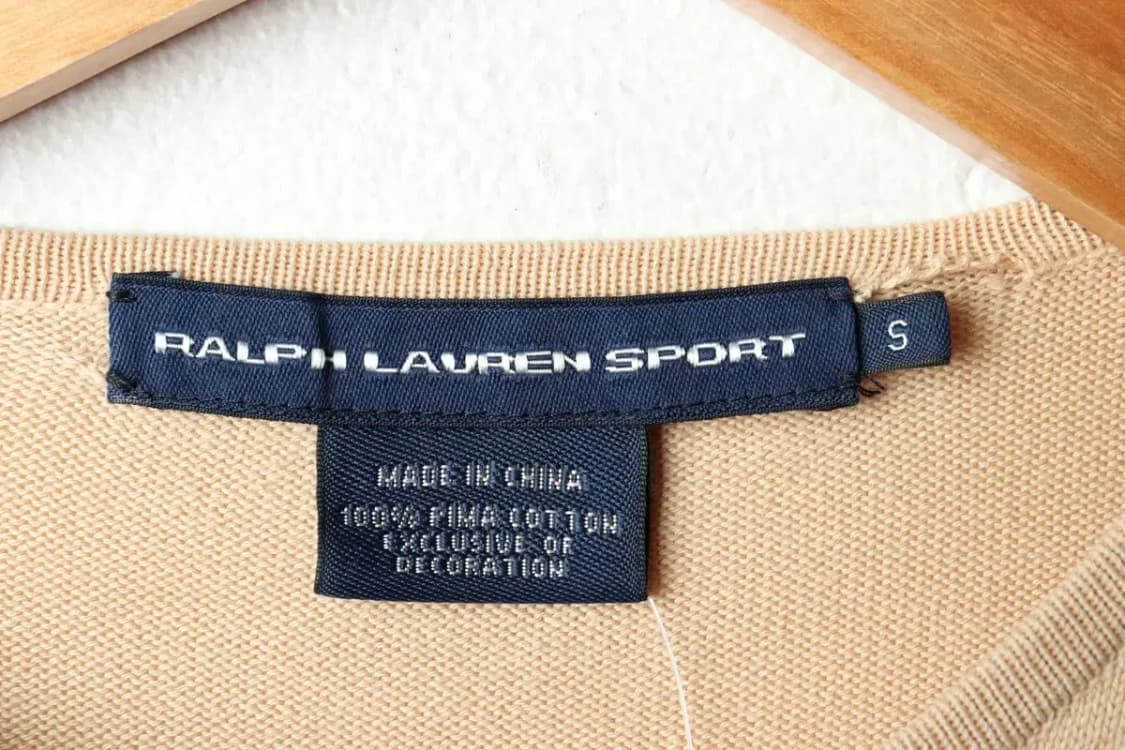 RALPH LAUREN SPORT
S
MADE IN CHINA
100% PIMA COTTON
EXCLUSIVE OF
DECORATION